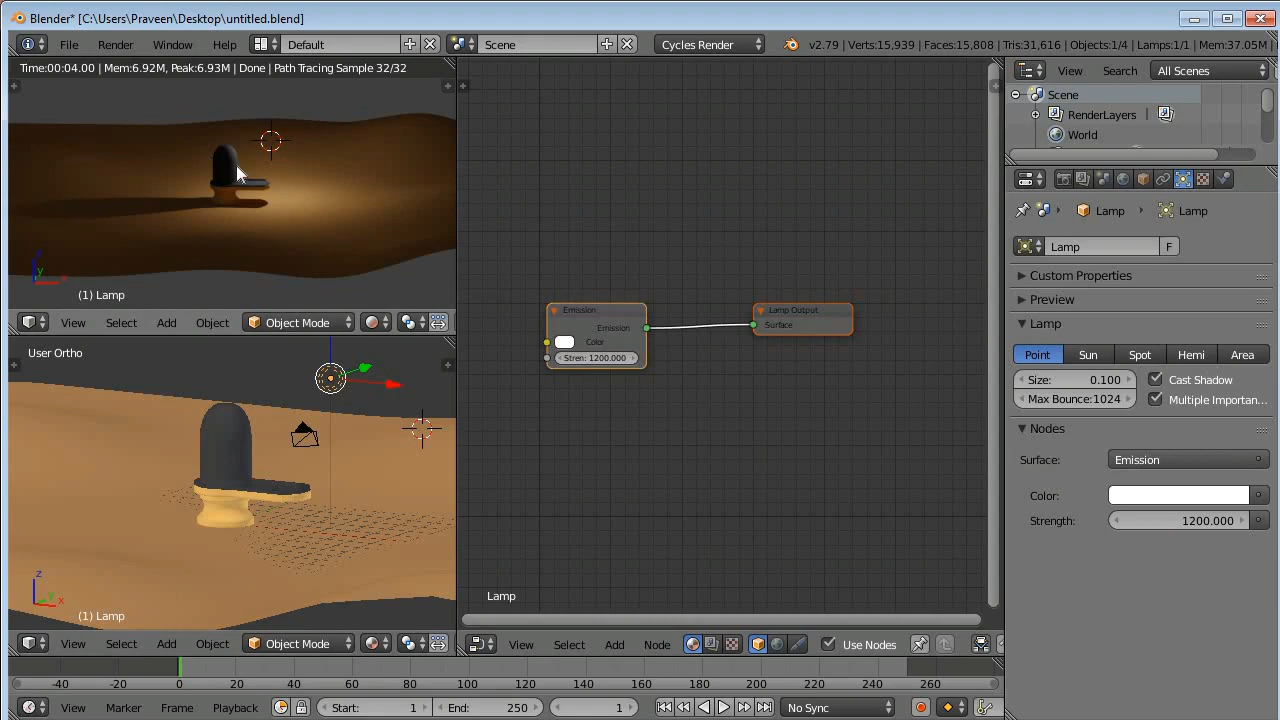 Blender* [C:\Users\Praveen\Desktop\untitled.blend]
File Render Window Help Default Scene Cycles Render v2.79 | Verts:15,939 | Faces:15,808 | Tris:31,616 | Objects:1/4 | Lamps:1/1 | Mem:37.05M
Time:00:04.00 | Mem:6.92M, Peak:6.93M | Done | Path Tracing Sample 32/32
z
y
x
(1) Lamp
View Select Add Object Object Mode
User Ortho
z
y
x
(1) Lamp
View Select Add Object Object Mode
Emission
Emission
Color
Stren: 1200.000
Lamp Output
Surface
Lamp
View Select Add Node Use Nodes
View Search All Scenes
Scene
RenderLayers
World
Lamp Lamp
Lamp F
Custom Properties
Preview
Lamp
Point Sun Spot Hemi Area
Size: 0.100 Cast Shadow
Max Bounce:1024 Multiple Importan...
Nodes
Surface: Emission
Color:
Strength: 1200.000
-40 -20 0 20 40 60 80 100 120 140 160 180 200 220 240 260
View Marker Frame Playback Start: 1 End: 250 1 No Sync